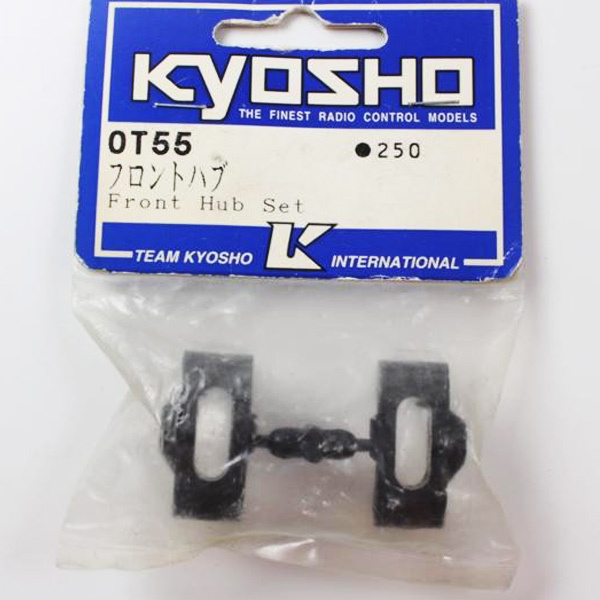 KYOSHO
THE FINEST RADIO CONTROL MODELS
OT55
●250
フロントハブ
Front Hub Set
TEAM KYOSHO K INTERNATIONAL